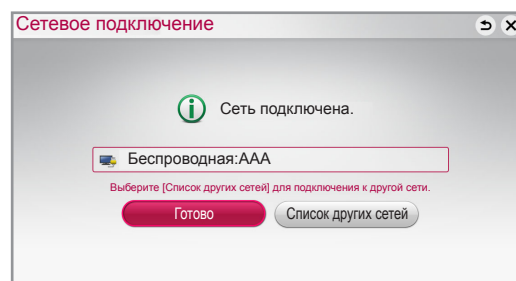 Сетевое подключение
Сеть подключена.
Беспроводная:AAA
Выберите [Список других сетей] для подключения к другой сети.
Готово
Список других сетей